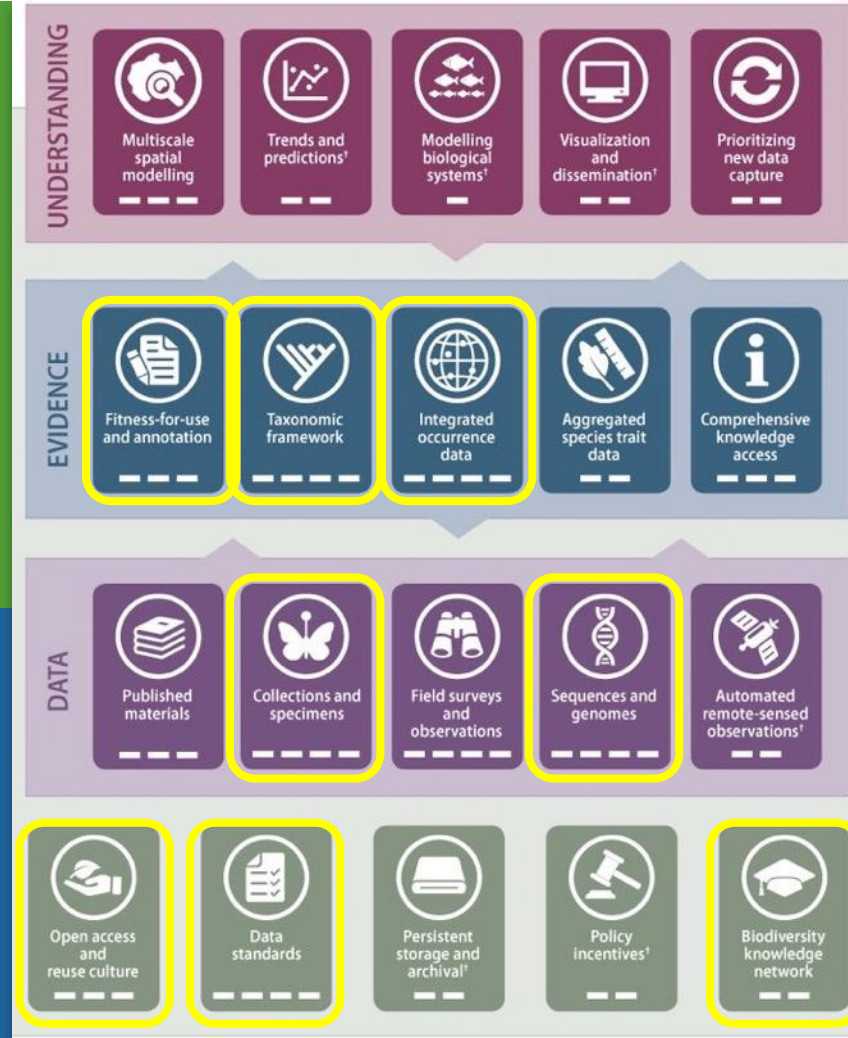 UNDERSTANDING
Multiscale
spatial
modelling
Trends and
predictions†
Modelling
biological
systems†
Visualization
and
dissemination†
Prioritizing
new data
capture
EVIDENCE
Fitness-for-use
and annotation
Taxonomic
framework
Integrated
occurrence
data
Aggregated
species trait
data
Comprehensive
knowledge
access
DATA
Published
materials
Collections and
specimens
Field surveys
and
observations
Sequences and
genomes
Automated
remote-sensed
observations†
Open access
and
reuse culture
Data
standards
Persistent
storage and
archival†
Policy
incentives†
Biodiversity
knowledge
network